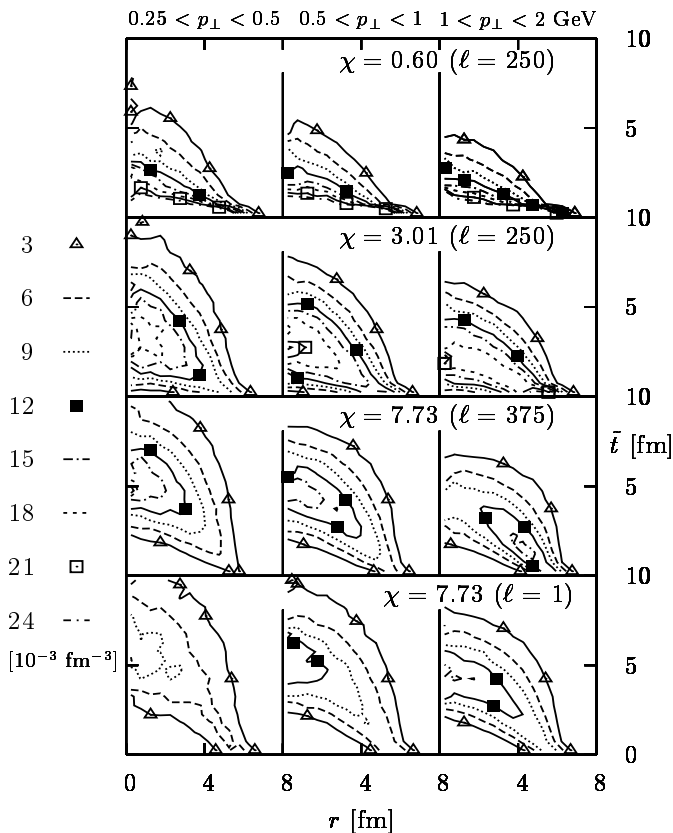 0.25 < p⊥ < 0.5 0.5 < p⊥ < 1 1 < p⊥ < 2 GeV
10
χ = 0.60 (ℓ = 250)
5
10
3
χ = 3.01 (ℓ = 250)
6
5
9
10
12
χ = 7.73 (ℓ = 375)
t̄ [fm]
15
5
18
21
10
χ = 7.73 (ℓ = 1)
24
[10⁻³ fm⁻³]
5
0
0 4 8 4 4 8
r [fm]